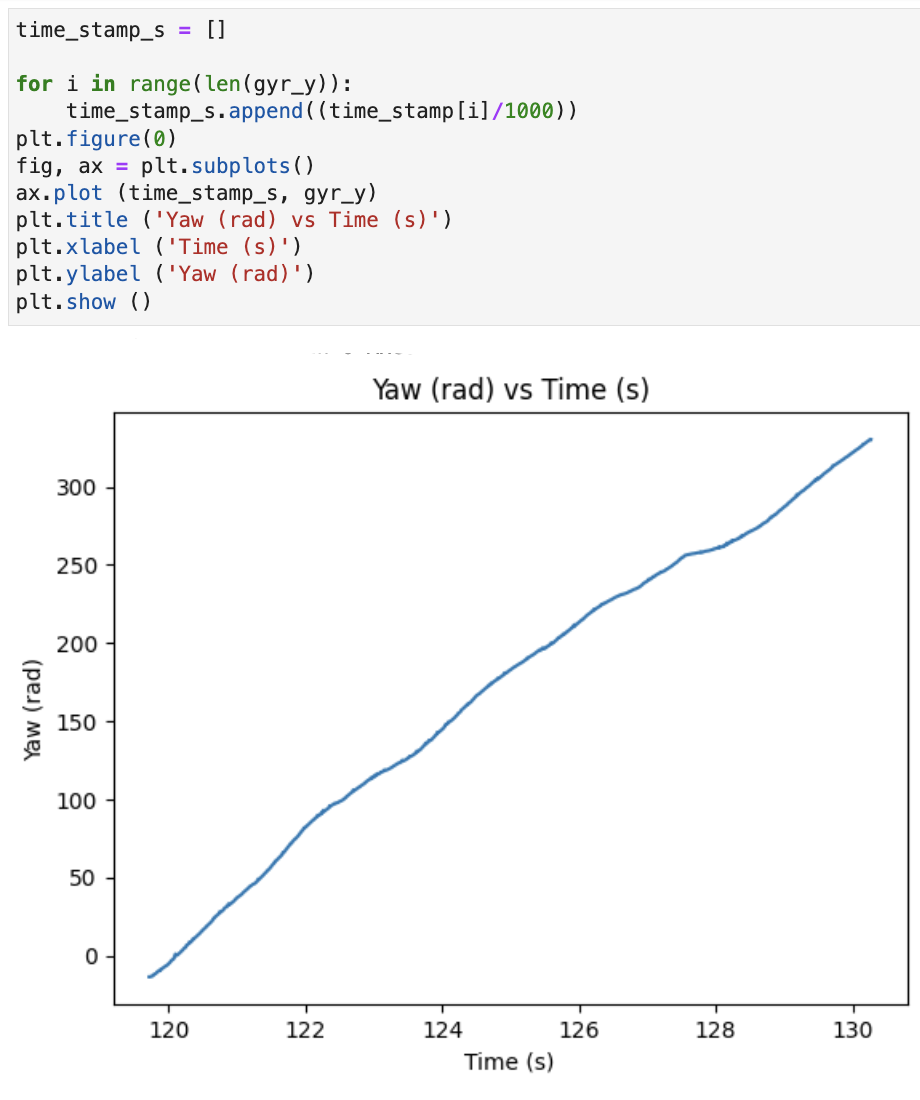 time_stamp_s = []
for i in range(len(gyr_y)):
    time_stamp_s.append((time_stamp[i]/1000))
plt.figure(0)
fig, ax = plt.subplots()
ax.plot (time_stamp_s, gyr_y)
plt.title ('Yaw (rad) vs Time (s)')
plt.xlabel ('Time (s)')
plt.ylabel ('Yaw (rad)')
plt.show ()
Yaw (rad) vs Time (s)
300
250
200
150
100
50
0
Yaw (rad)
120 122 124 126 128 130
Time (s)